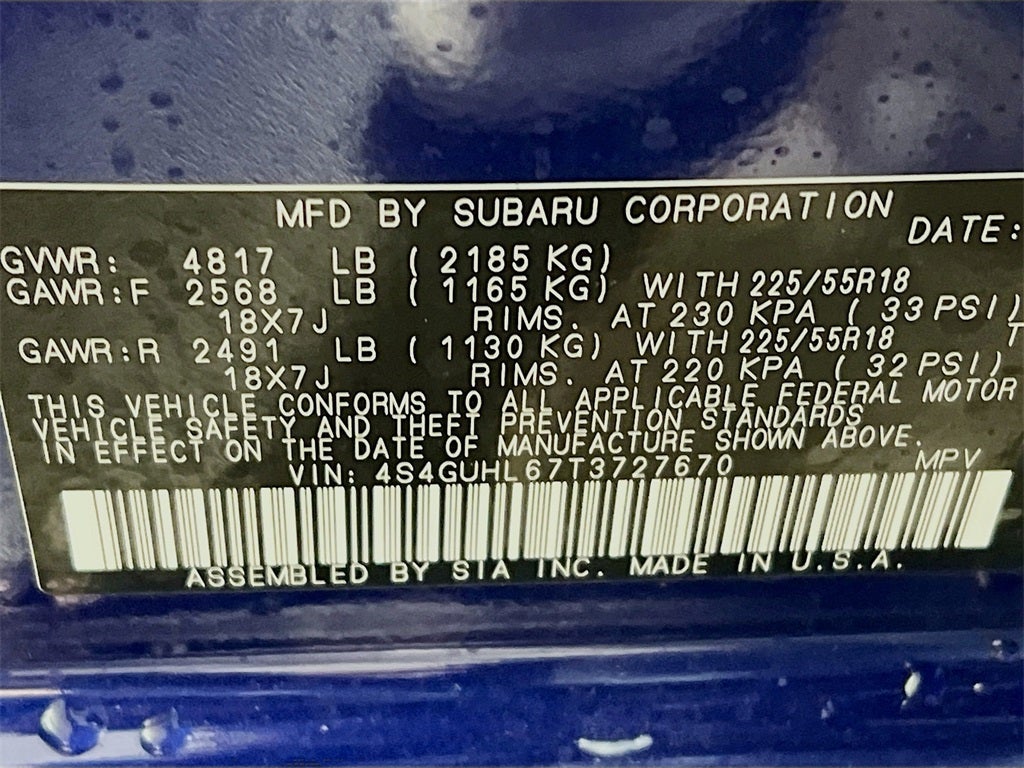 MFD BY SUBARU CORPORATION DATE:
GVWR: 4817 LB ( 2185 KG)
GAWR:F 2568 LB ( 1165 KG) WITH 225/55R18
18X7J RIMS. AT 230 KPA ( 33 PSI)
GAWR:R 2491 LB ( 1130 KG) WITH 225/55R18 T
18X7J RIMS. AT 220 KPA ( 32 PSI)
THIS VEHICLE CONFORMS TO ALL APPLICABLE FEDERAL MOTOR
VEHICLE SAFETY AND THEFT PREVENTION STANDARDS
IN EFFECT ON THE DATE OF MANUFACTURE SHOWN ABOVE.
VIN: 4S4GUHL67T3727670 MPV
ASSEMBLED BY SIA INC. MADE IN U.S.A.